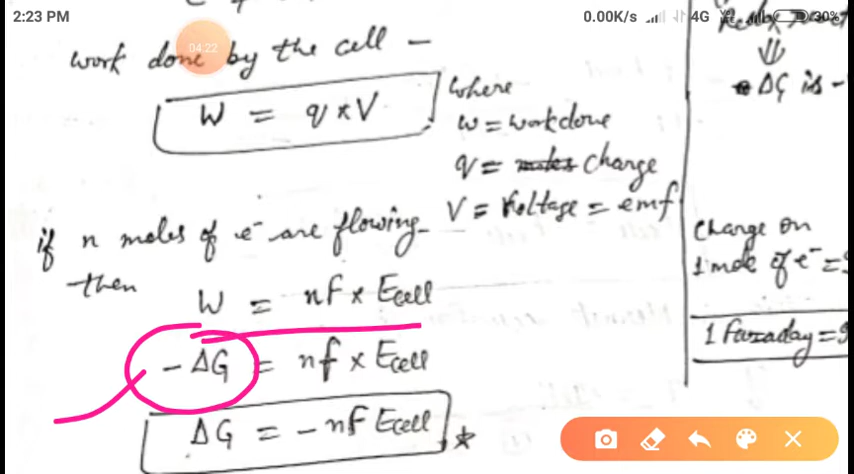 2:23 PM
0.00K/s 4G 30%
04:22
work done by the cell –
W = q x V
where
w = workdone
q = moles charge
V = Voltage = emf
if n moles of e⁻ are flowing-
then
W = nf x Ecell
– ΔG = nf x Ecell
ΔG = – nf Ecell
ΔG is -
Change on
1 mole of e⁻ =
1 Faraday =